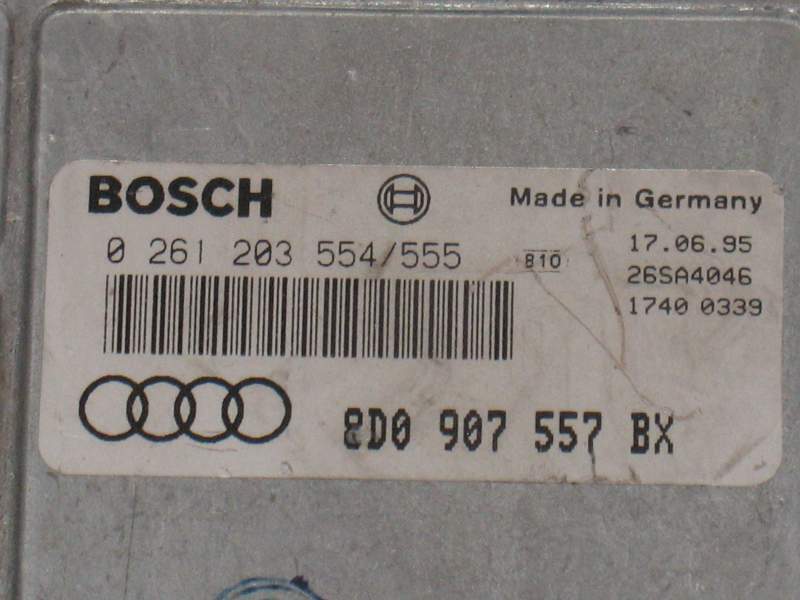 BOSCH
Made in Germany
0 261 203 554/555
B10
17.06.95
26SA4046
1740 0339
8D0 907 557 BX